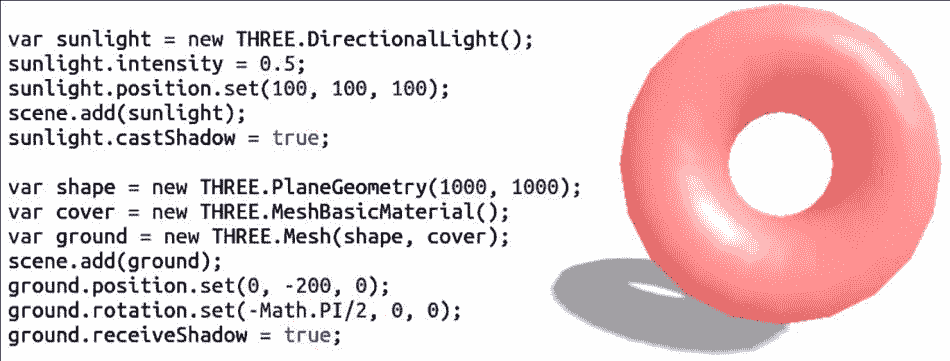 var sunlight = new THREE.DirectionalLight();
sunlight.intensity = 0.5;
sunlight.position.set(100, 100, 100);
scene.add(sunlight);
sunlight.castShadow = true;
var shape = new THREE.PlaneGeometry(1000, 1000);
var cover = new THREE.MeshBasicMaterial();
var ground = new THREE.Mesh(shape, cover);
scene.add(ground);
ground.position.set(0, -200, 0);
ground.rotation.set(-Math.PI/2, 0, 0);
ground.receiveShadow = true;